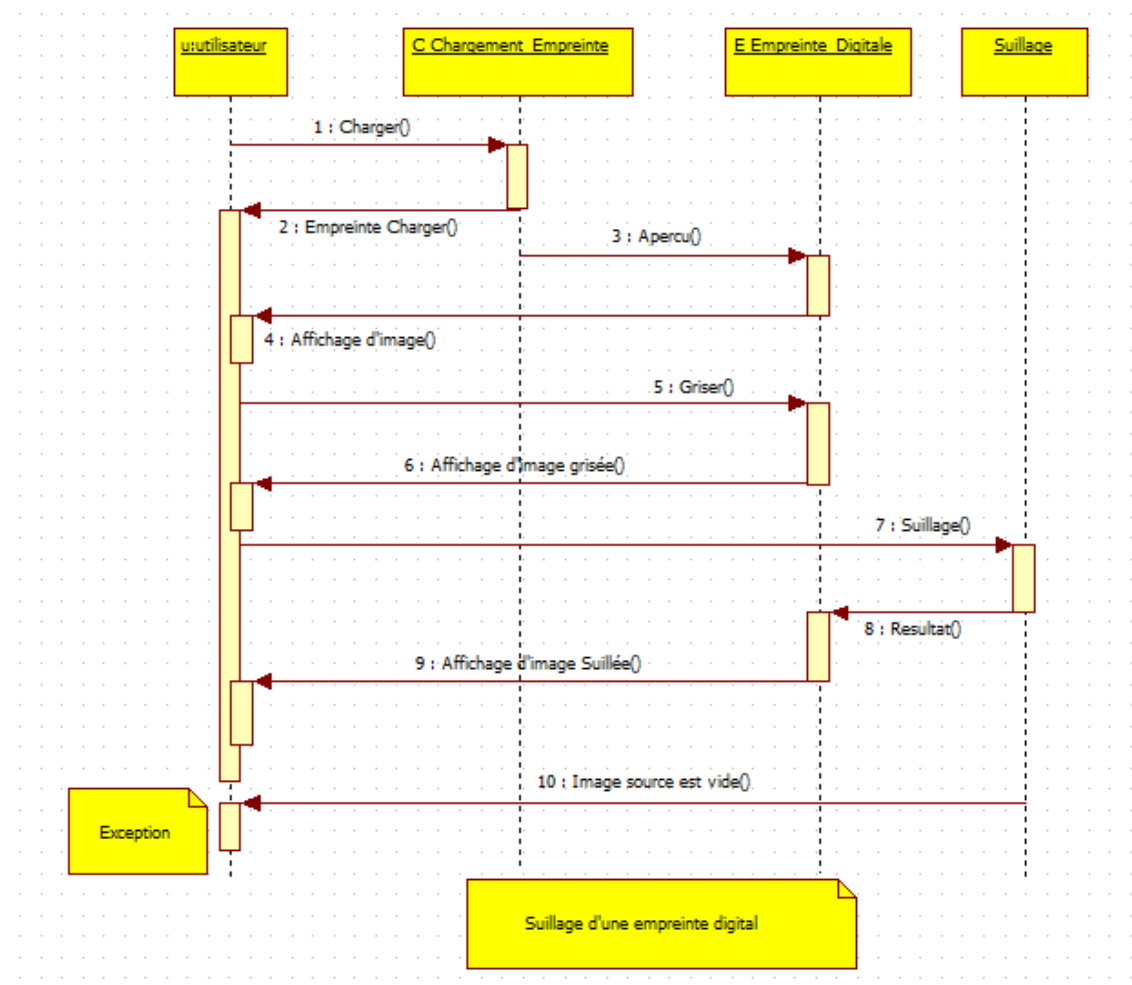 u:utilisateur
C Chargement_Empreinte
E Empreinte_Digitale
Suillage
1 : Charger()
2 : Empreinte Charger()
3 : Apercu()
4 : Affichage d'image()
5 : Griser()
6 : Affichage d'image grisée()
7 : Suillage()
8 : Resultat()
9 : Affichage d'image Suillée()
10 : Image source est vide()
Exception
Suillage d'une empreinte digital